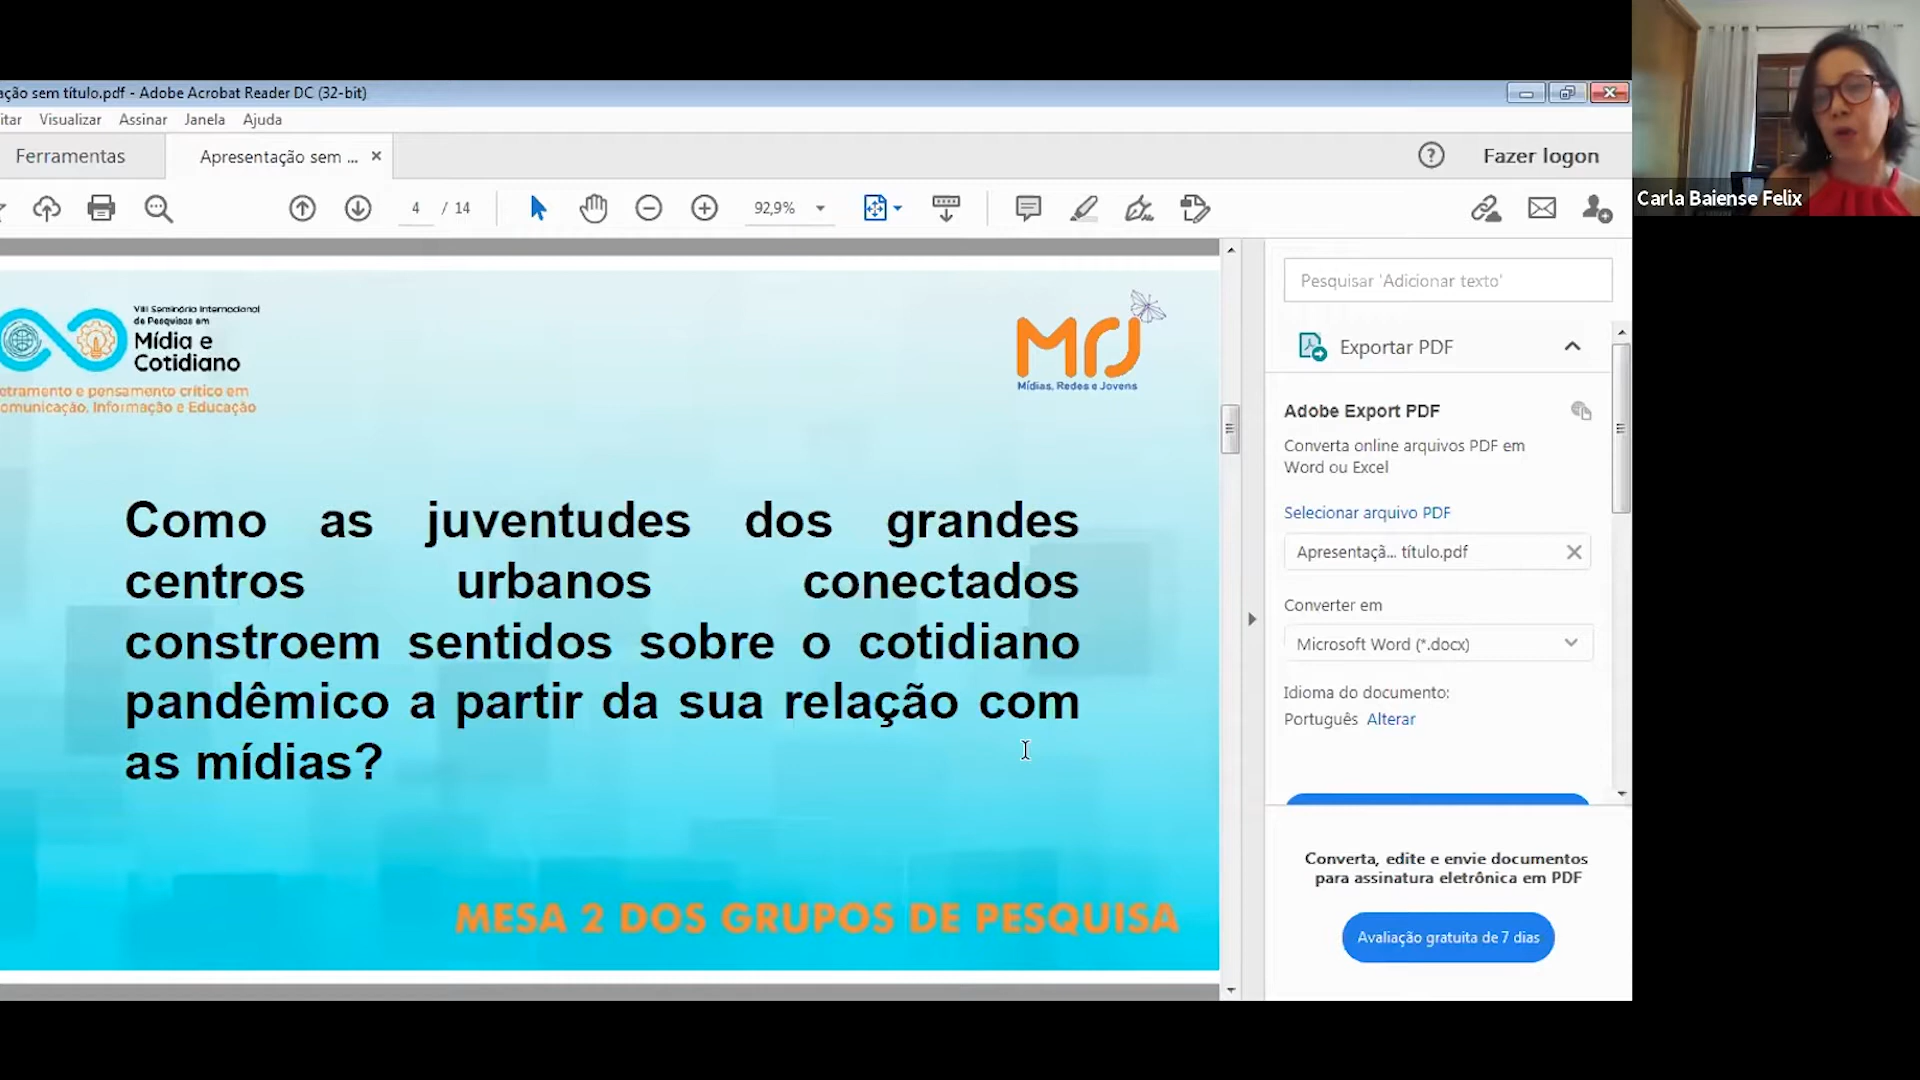 ação sem título.pdf - Adobe Acrobat Reader DC (32-bit)
itar Visualizar Assinar Janela Ajuda
Ferramentas
Apresentação sem ...
Fazer logon
4 / 14
92,9%
Carla Baiense Felix
VIII Seminário Internacional
de Pesquisas em
Mídia e
Cotidiano
etramento e pensamento crítico em
omunicação, Informação e Educação
MRJ
Mídias, Redes e Jovens
Como as juventudes dos grandes
centros urbanos conectados
constroem sentidos sobre o cotidiano
pandêmico a partir da sua relação com
as mídias?
MESA 2 DOS GRUPOS DE PESQUISA
Pesquisar 'Adicionar texto'
Exportar PDF
Adobe Export PDF
Converta online arquivos PDF em
Word ou Excel
Selecionar arquivo PDF
Apresentaçã... título.pdf
Converter em
Microsoft Word (*.docx)
Idioma do documento:
Português Alterar
Converta, edite e envie documentos
para assinatura eletrônica em PDF
Avaliação gratuita de 7 dias